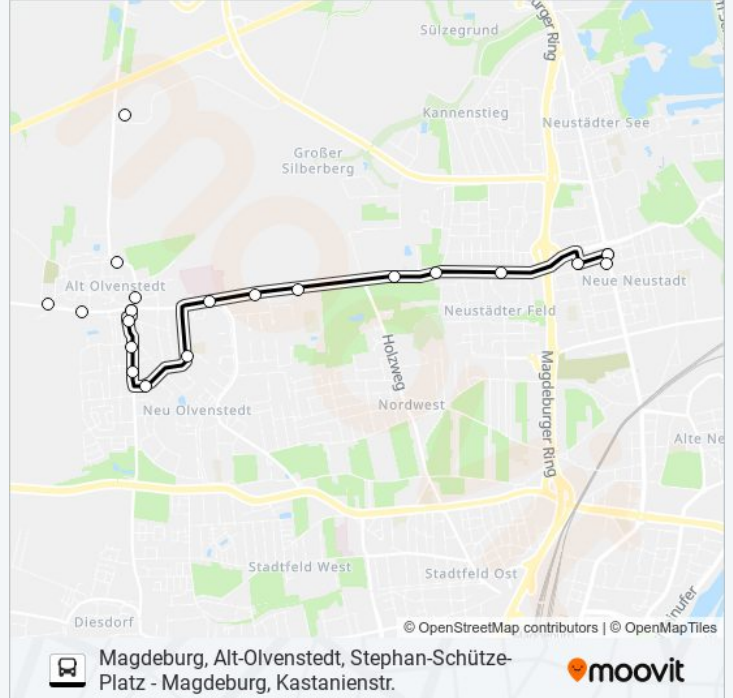 burger Ring
Sülzegrund
Kannenstieg
Neustädter See
Großer
Silberberg
Alt Olvenstedt
Neue Neustadt
Neustädter Feld
Holzweg
Magdeburger Ring
Neu Olvenstedt
Nordwest
Alte Ne
Stadtfeld West
Stadtfeld Ost
Diesdorf
nufer
© OpenStreetMap contributors | © OpenMapTiles
Magdeburg, Alt-Olvenstedt, Stephan-Schütze-
Platz - Magdeburg, Kastanienstr.
moovit